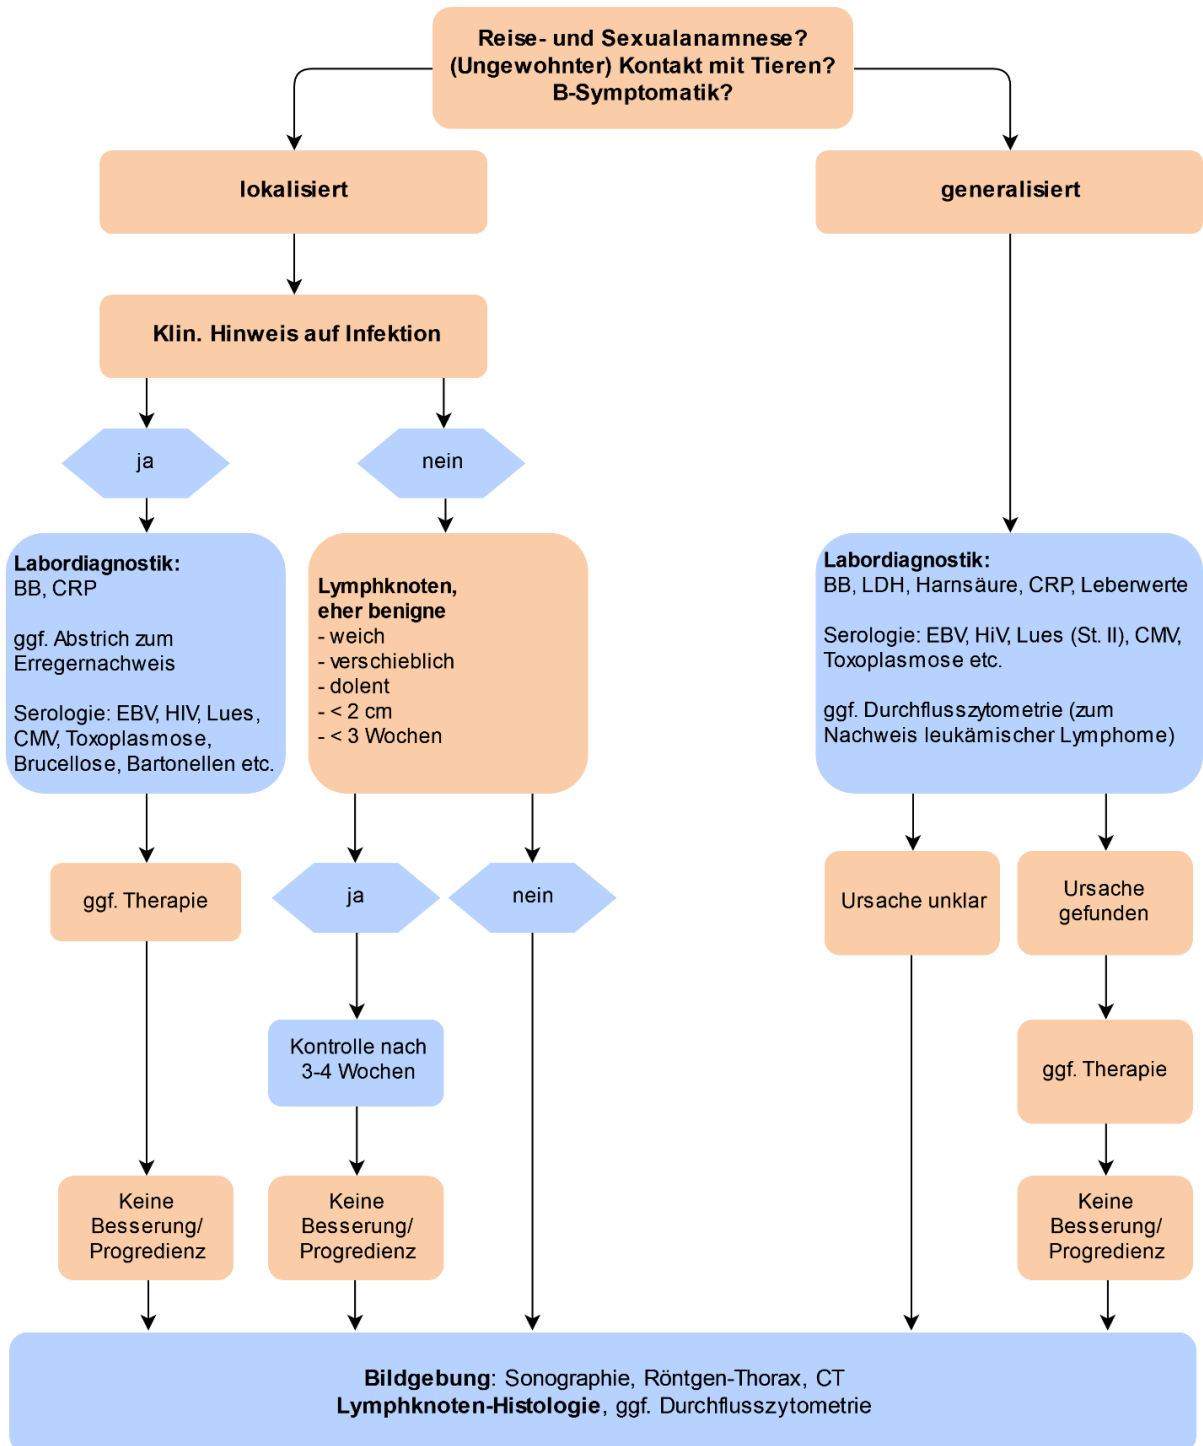 Reise- und Sexualanamnese?
(Ungewohnter) Kontakt mit Tieren?
B-Symptomatik?
lokalisiert
generalisiert
Klin. Hinweis auf Infektion
ja
nein
Labordiagnostik:
BB, CRP
ggf. Abstrich zum
Erregernachweis
Serologie: EBV, HIV, Lues,
CMV, Toxoplasmose,
Brucellose, Bartonellen etc.
Lymphknoten,
eher benigne
- weich
- verschieblich
- dolent
- < 2 cm
- < 3 Wochen
Labordiagnostik:
BB, LDH, Harnsäure, CRP, Leberwerte
Serologie: EBV, HiV, Lues (St. II), CMV,
Toxoplasmose etc.
ggf. Durchflusszytometrie (zum
Nachweis leukämischer Lymphome)
ggf. Therapie
ja
nein
Ursache unklar
Ursache
gefunden
Kontrolle nach
3-4 Wochen
ggf. Therapie
Keine
Besserung/
Progredienz
Keine
Besserung/
Progredienz
Keine
Besserung/
Progredienz
Bildgebung: Sonographie, Röntgen-Thorax, CT
Lymphknoten-Histologie, ggf. Durchflusszytometrie